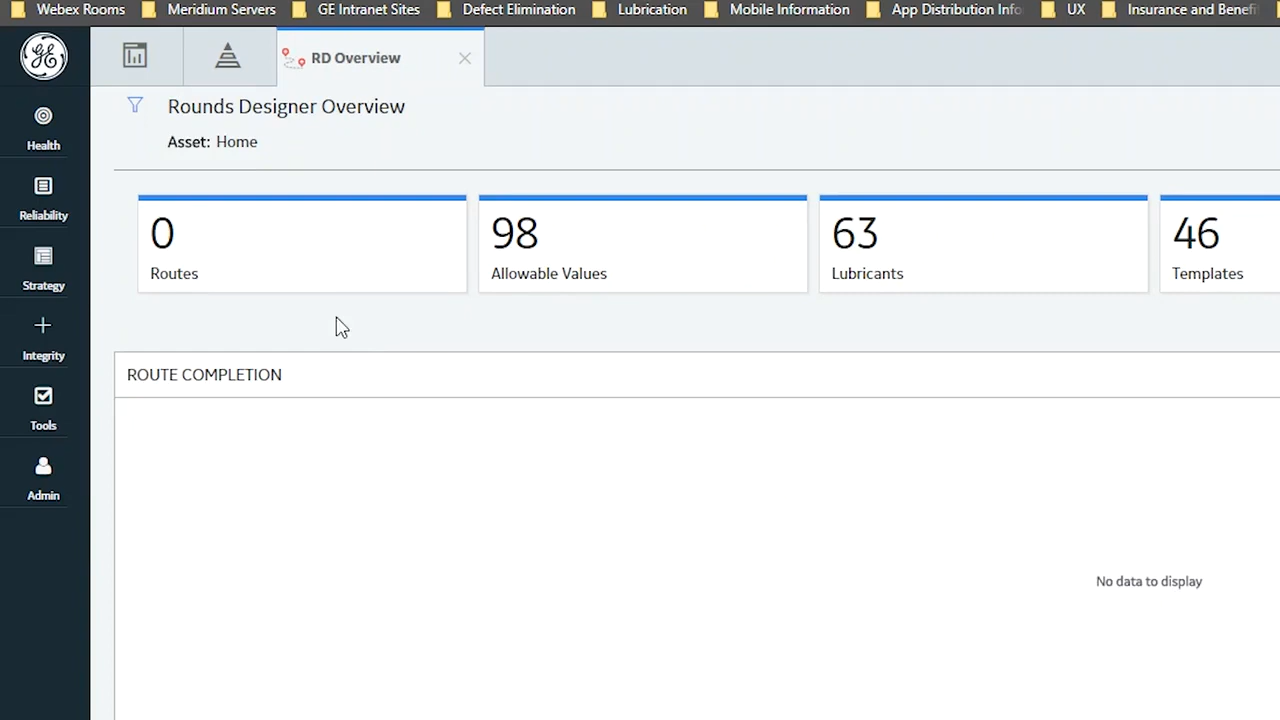 Webex Rooms Meridium Servers GE Intranet Sites Defect Elimination Lubrication Mobile Information App Distribution Info UX Insurance and Benefi
GE
RD Overview
Rounds Designer Overview
Asset: Home
Health
Reliability
Strategy
Integrity
Tools
Admin
0
Routes
98
Allowable Values
63
Lubricants
46
Templates
ROUTE COMPLETION
No data to display